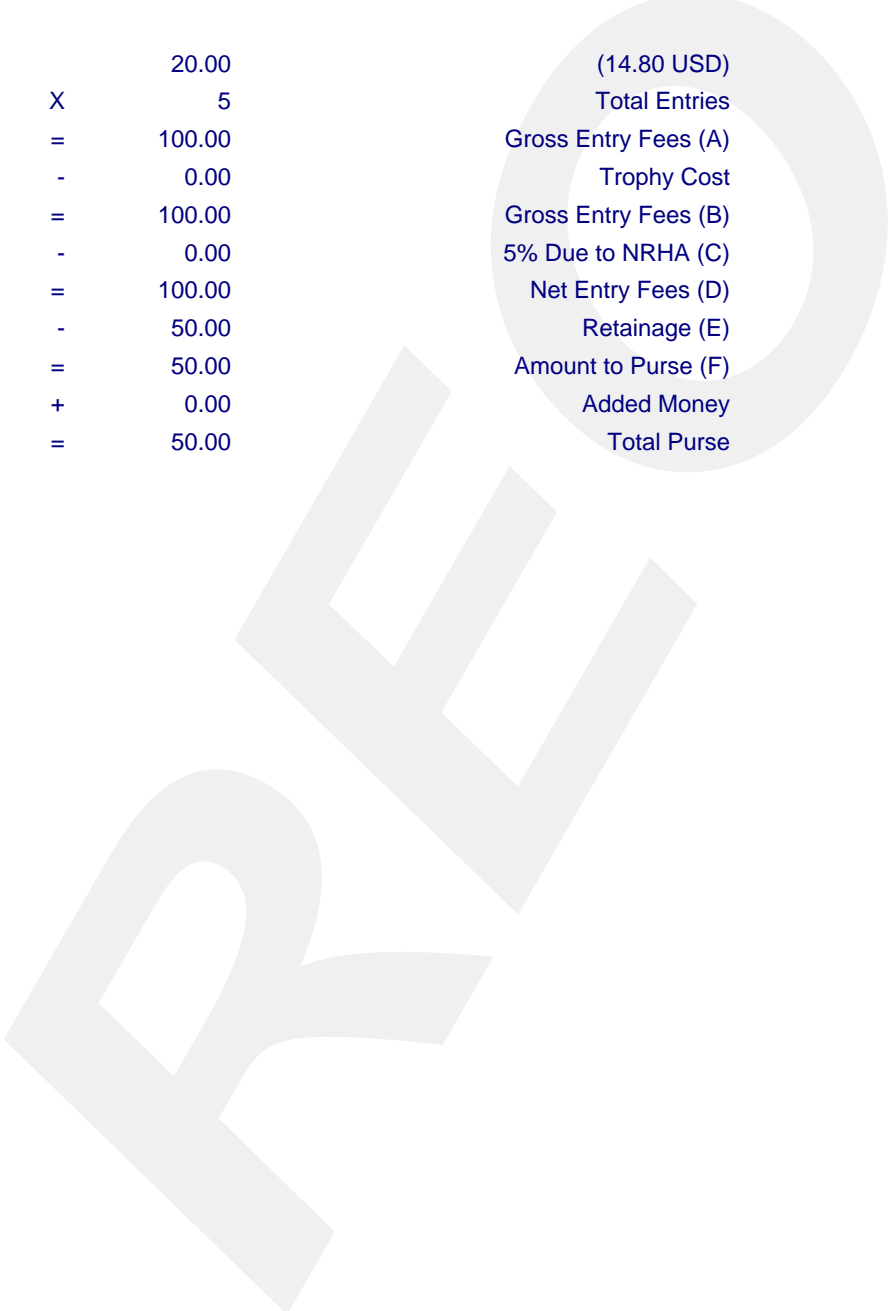 20.00 (14.80 USD)
X 5 Total Entries
= 100.00 Gross Entry Fees (A)
- 0.00 Trophy Cost
= 100.00 Gross Entry Fees (B)
- 0.00 5% Due to NRHA (C)
= 100.00 Net Entry Fees (D)
- 50.00 Retainage (E)
= 50.00 Amount to Purse (F)
+ 0.00 Added Money
= 50.00 Total Purse
REO